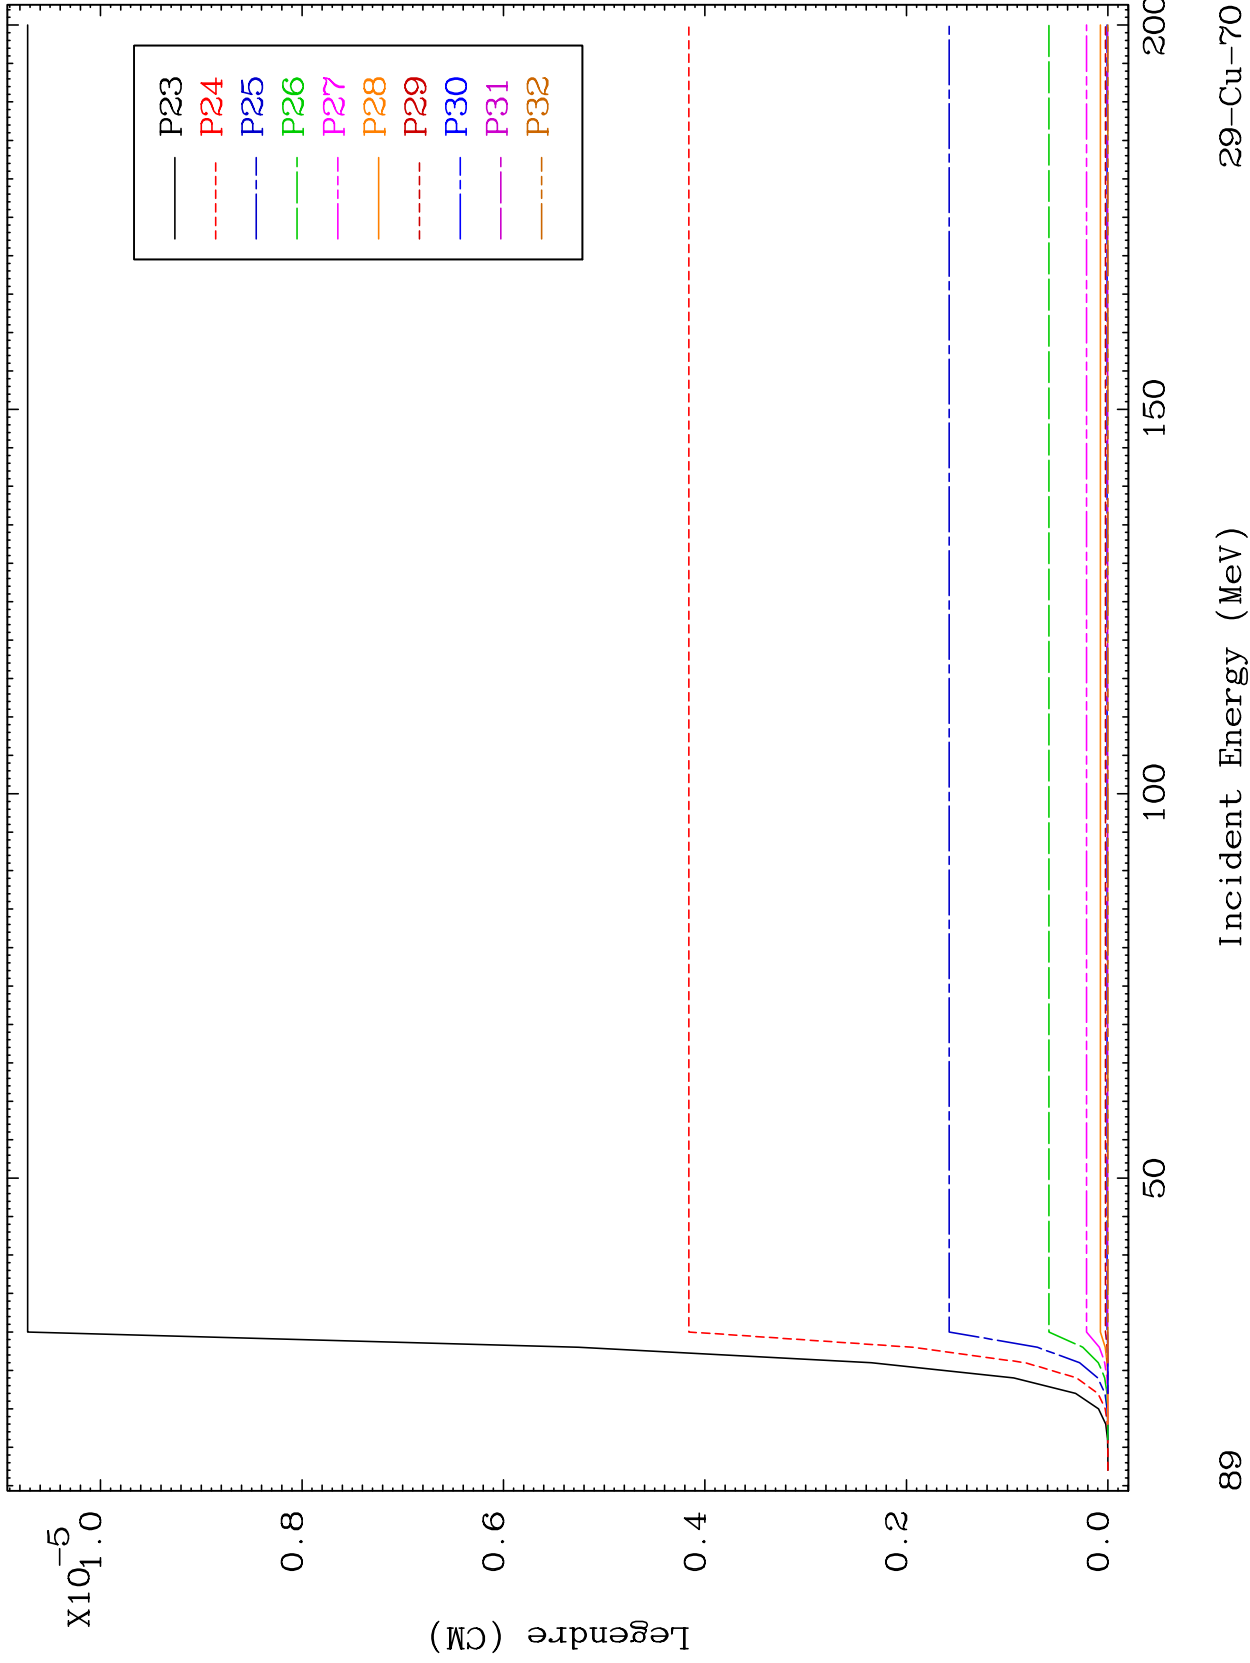 X10-5
1.0
0.8
0.6
0.4
0.2
0.0
Legendre (CM)
P23
P24
P25
P26
P27
P28
P29
P30
P31
P32
50
100
150
200
89
Incident Energy (MeV)
29-Cu-70